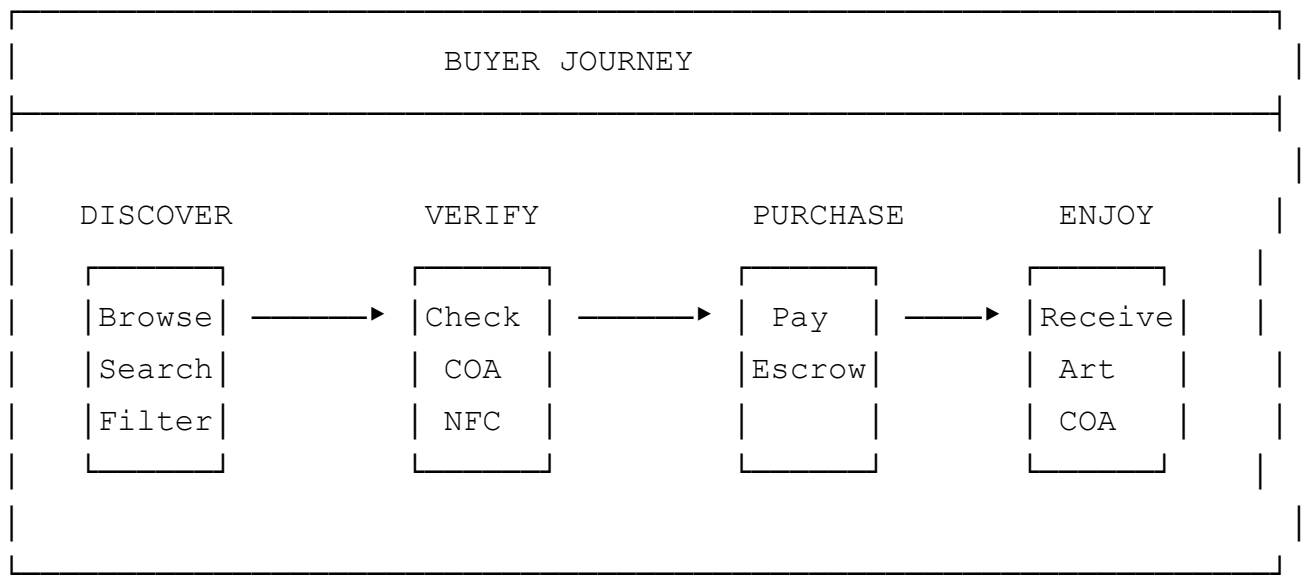 BUYER JOURNEY
DISCOVER VERIFY PURCHASE ENJOY
Browse Check Pay Receive
Search COA Escrow Art
Filter NFC COA